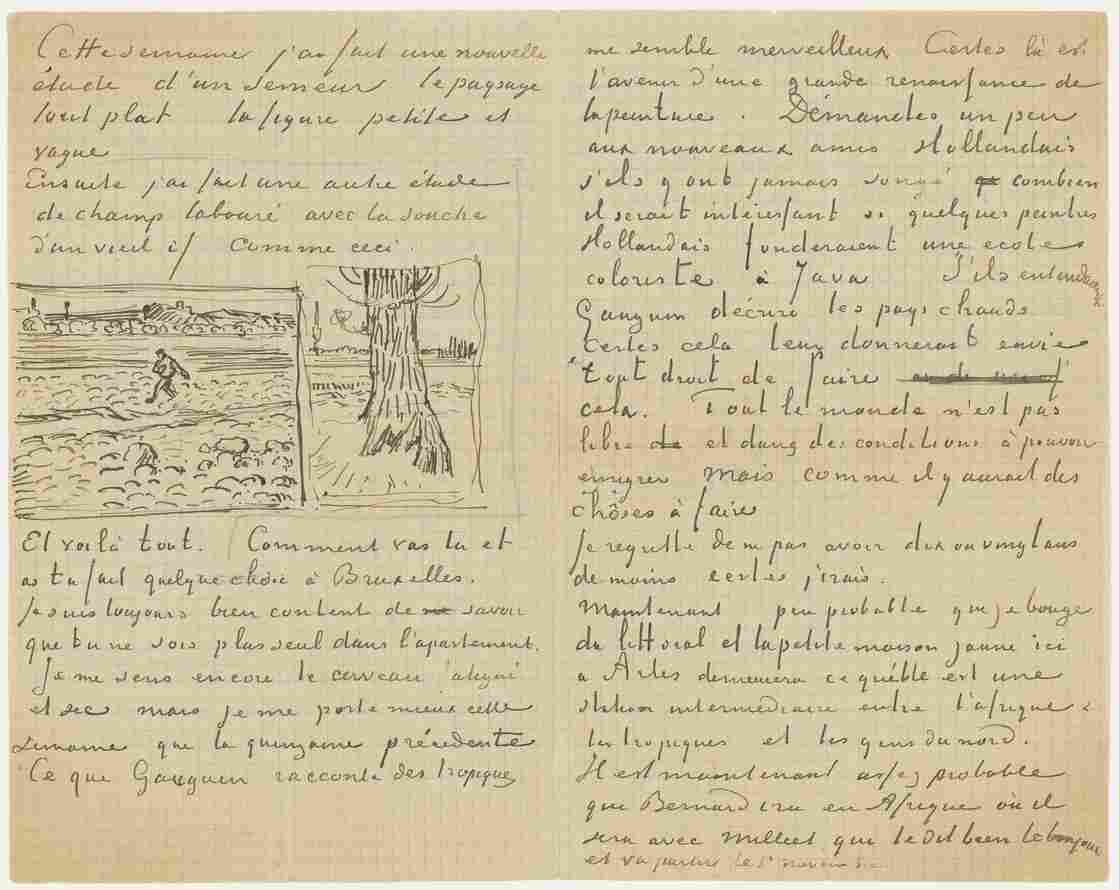 Cette semaine j'ai fait une nouvelle
étude d'un semeur le paysage
tout plat la figure petite et
vague
Ensuite j'ai fait une autre étude
de champ labouré avec la souche
d'un vieil if Comme ceci.
Et voilà tout. Comment vas tu et
as tu fait quelque chose à Bruxelles.
Je suis toujours bien content de savoir
que tu ne sois plus seul dans l'apartement.
Je me sens encore le cerveau
et sec mais je me porte mieux cette
semaine que la quinzaine précédente
Ce que Gauguin raconte des tropiques
me semble merveilleux Certes là est
l'avenir d'une grande renaissance de
la peinture. Demandes un peu
aux nouveaux amis Hollandais
s'ils y ont jamais songé combien
il serait intéressant si quelques peintres
Hollandais fonderaient une ecole
coloriste à Java S'ils entendaient
Gauguin décrire les pays chauds
certes cela leur donnerait envie
tout droit de faire
cela. Tout le monde n'est pas
libre et dans des conditions à pouvoir
emigrer Mais comme il y aurait des
chôses à faire
Je regrette de ne pas avoir dix ou vingt ans
de moins certes j'irais.
Maintenant peu probable que je bouge
du littoral et la petite maison jaune ici
a Arles demeurera ce qu'elle est une
station intermédiaire entre l'afrique &
les tropiques et les gens du nord.
Il est maintenant assez probable
que Bernard ira en Afrique où il
sera avec Milliet qui te dit bien le bonjour
et va partir le 1r novembre